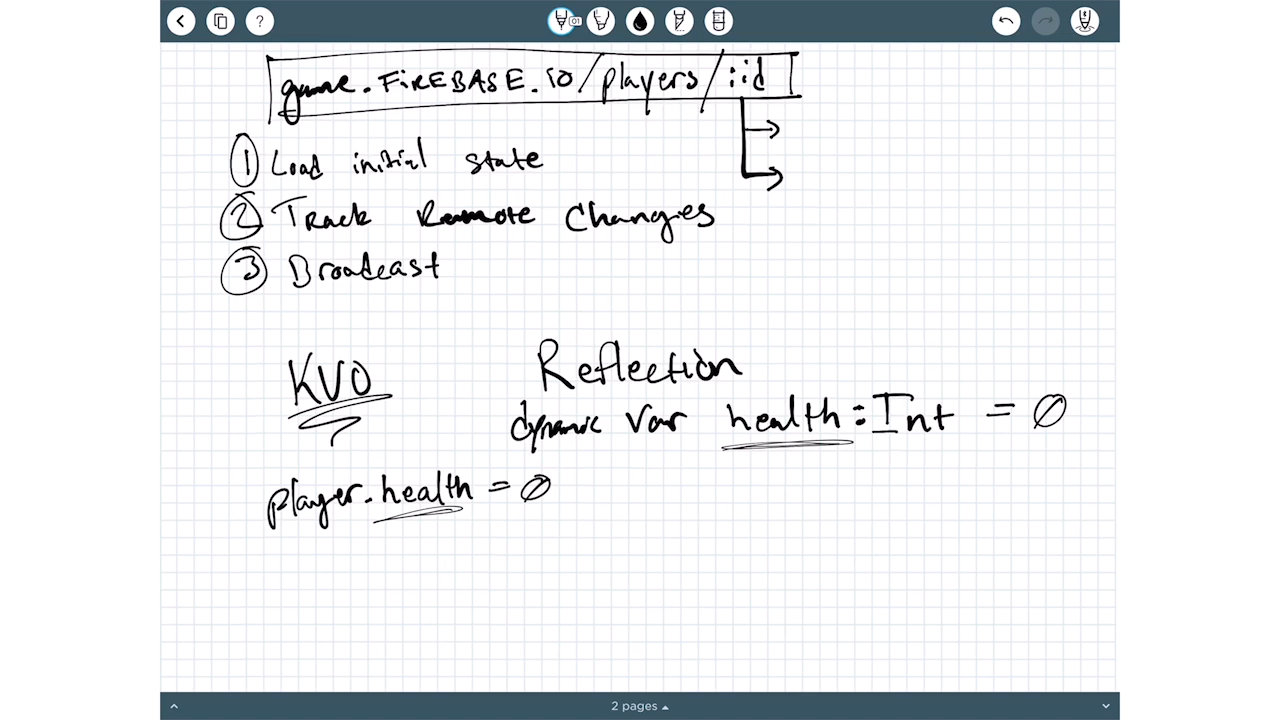 ?
01
game.FIREBASE.IO/players/:id
1 Load initial state
2 Track Remote Changes
3 Broadcast
KVO
Reflection
dynamic var health:Int = 0
player.health = 0
2 pages